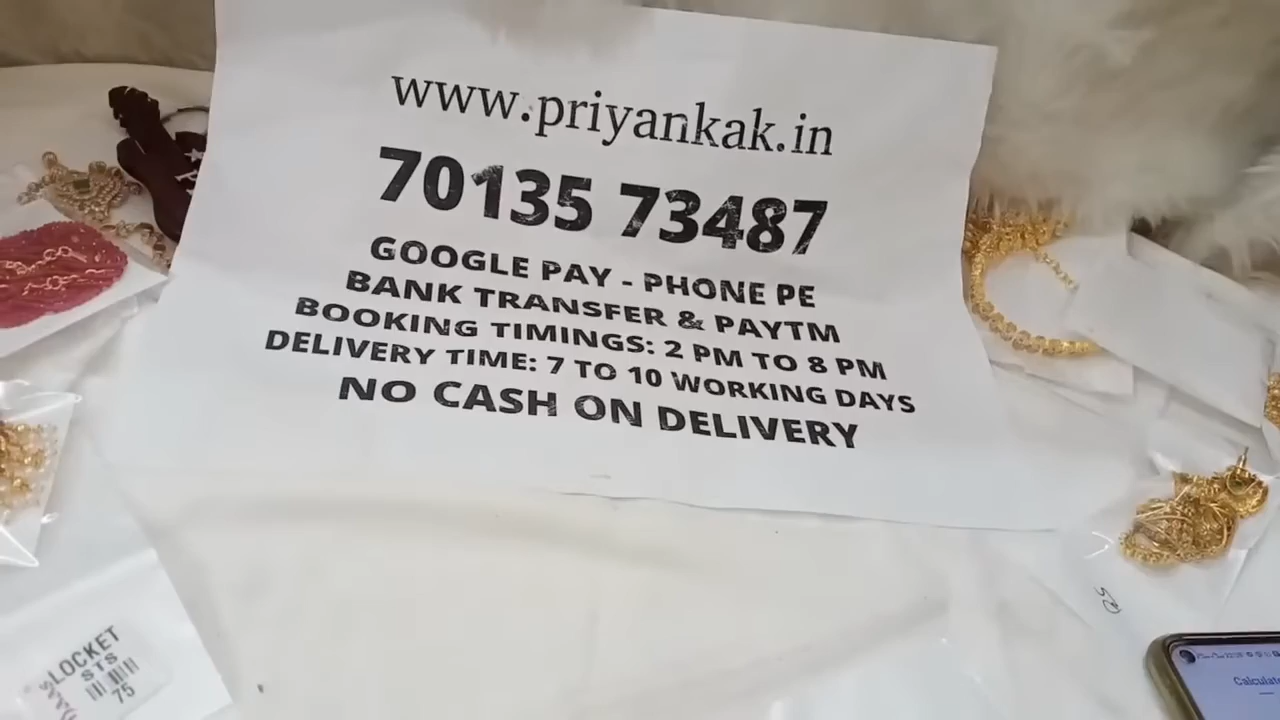 www.priyankak.in
70135 73487
GOOGLE PAY - PHONE PE
BANK TRANSFER & PAYTM
BOOKING TIMINGS: 2 PM TO 8 PM
DELIVERY TIME: 7 TO 10 WORKING DAYS
NO CASH ON DELIVERY
LOCKET
STS
75